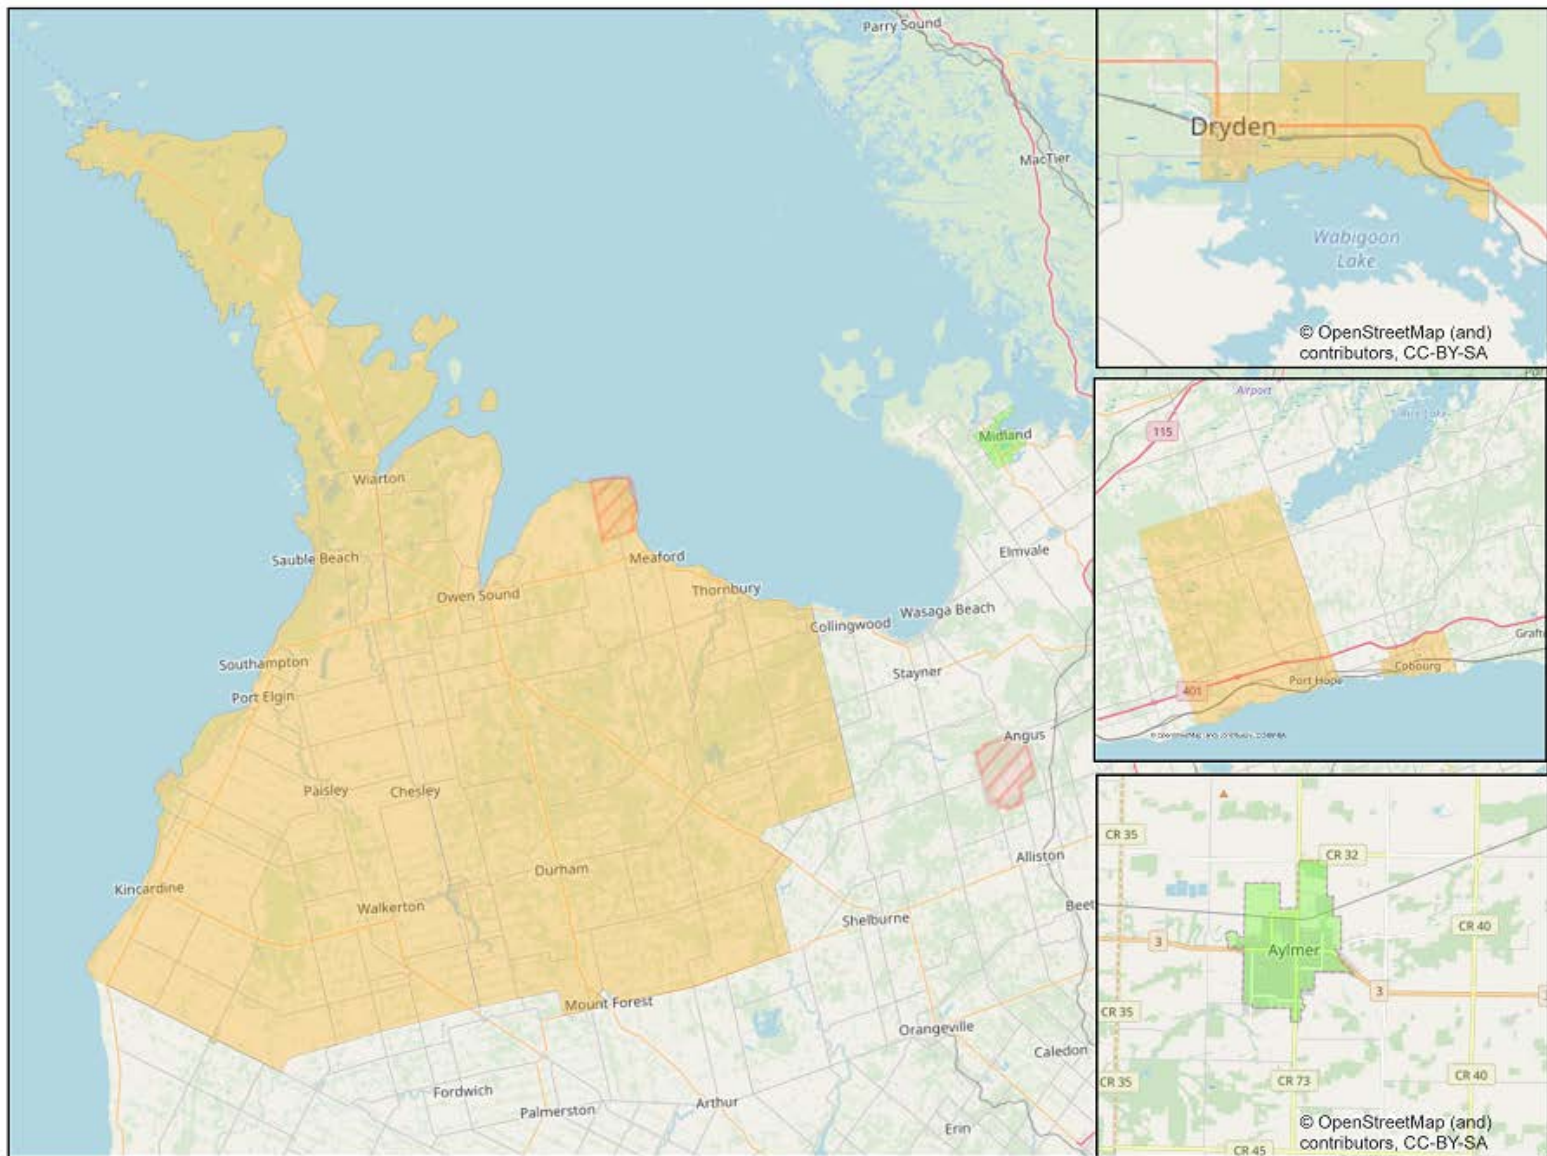 Parry Sound
MacTier
Midland
Wiarton
Sauble Beach
Meaford
Elmvale
Owen Sound
Thornbury
Collingwood
Wasaga Beach
Southampton
Stayner
Port Elgin
Angus
Paisley
Chesley
Alliston
Durham
Kincardine
Walkerton
Shelburne
Beet
Mount Forest
Orangeville
Caledon
Fordwich
Palmerston
Arthur
Erin
Dryden
Wabigoon
Lake
© OpenStreetMap (and)
contributors, CC-BY-SA
Airport
Rice Lake
115
Grafto
Cobourg
Port Hope
401
CR 35
CR 32
3
Aylmer
CR 40
3
CR 35
CR 35
CR 73
CR 40
© OpenStreetMap (and)
contributors, CC-BY-SA
CR 45